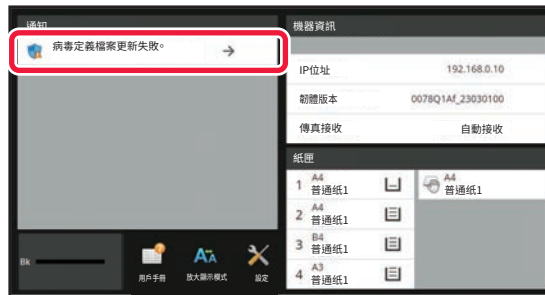 通知
病毒定義檔案更新失敗。
Bk
用戶手冊
放大顯示模式
設定
機器資訊
IP位址 192.168.0.10
韌體版本 0078Q1Af_23030100
傳真接收 自動接收
紙匣
1 A4 普通紙1
A4 普通紙1
2 A4 普通紙1
3 B4 普通紙1
4 A3 普通紙1